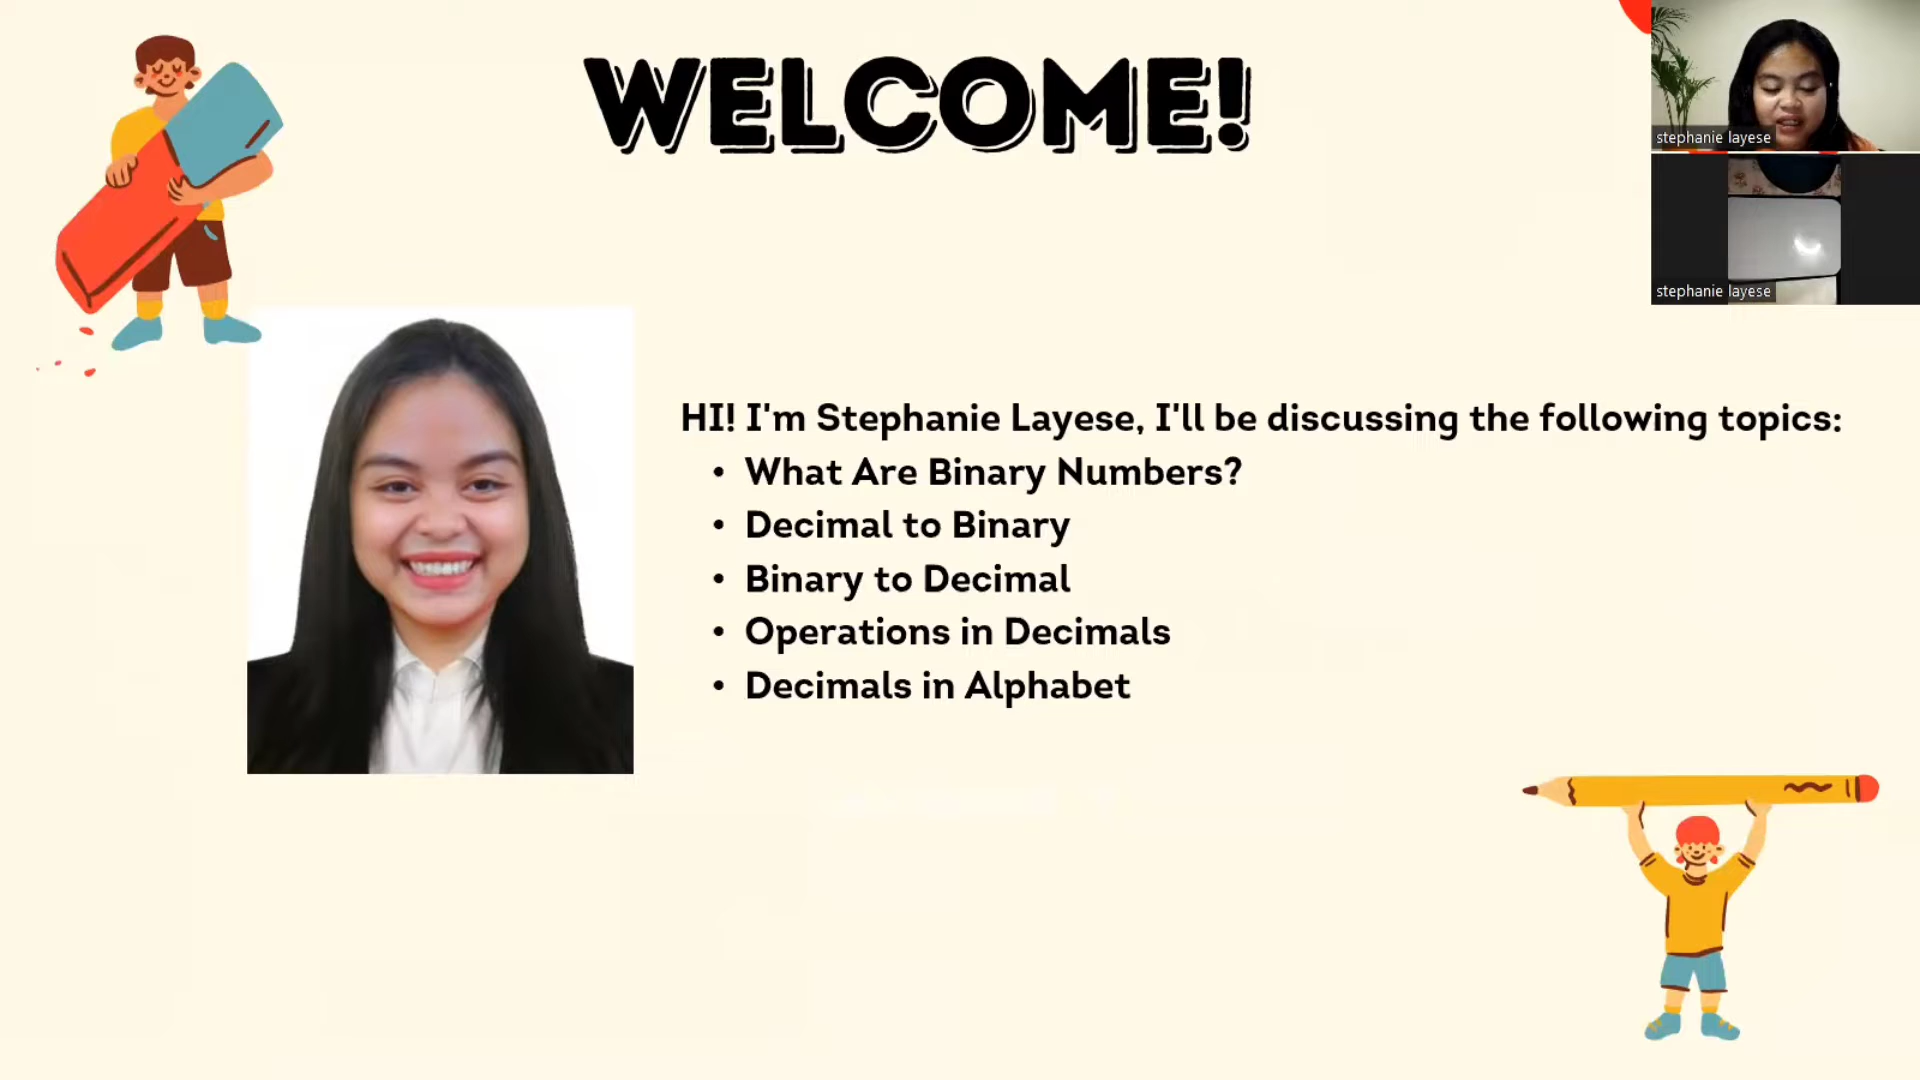 WELCOME!
stephanie layese
stephanie layese
HI! I'm Stephanie Layese, I'll be discussing the following topics:
• What Are Binary Numbers?
• Decimal to Binary
• Binary to Decimal
• Operations in Decimals
• Decimals in Alphabet